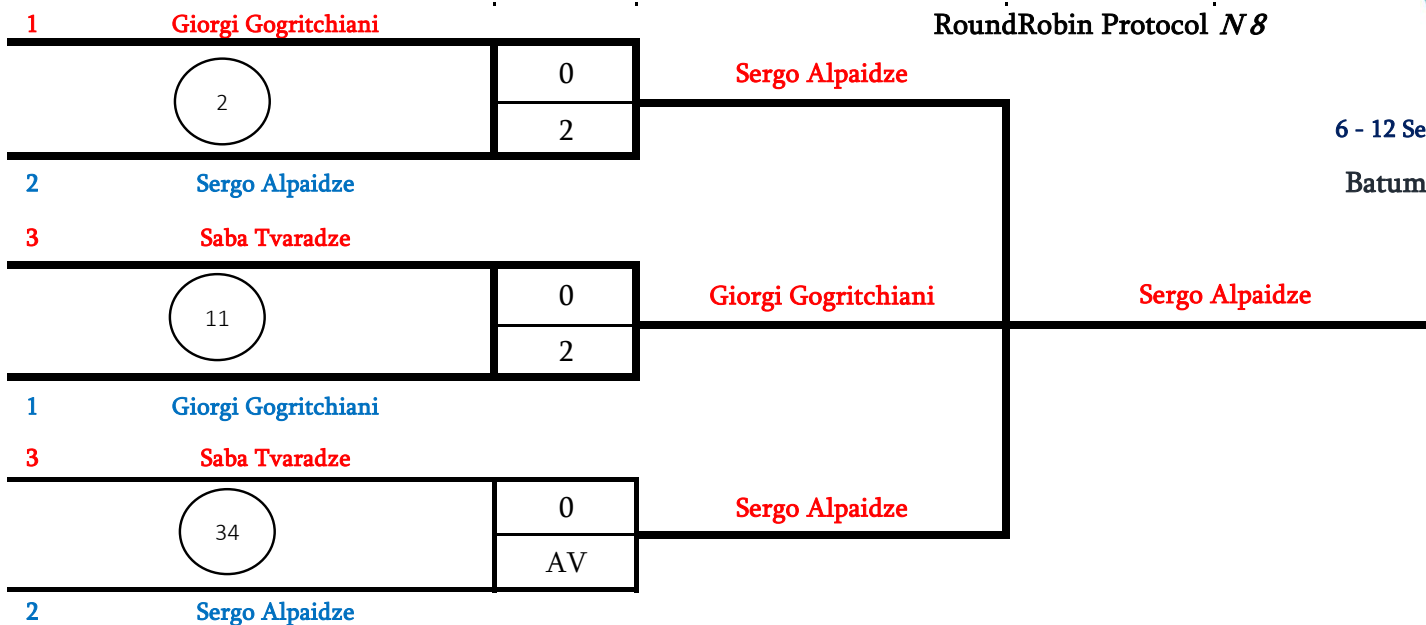 1 Giorgi Gogritchiani
RoundRobin Protocol N 8
0
Sergo Alpaidze
2
2
6 - 12 Se
2 Sergo Alpaidze
Batum
3 Saba Tvaradze
0
Giorgi Gogritchiani
Sergo Alpaidze
11
2
1 Giorgi Gogritchiani
3 Saba Tvaradze
0
Sergo Alpaidze
34
AV
2 Sergo Alpaidze